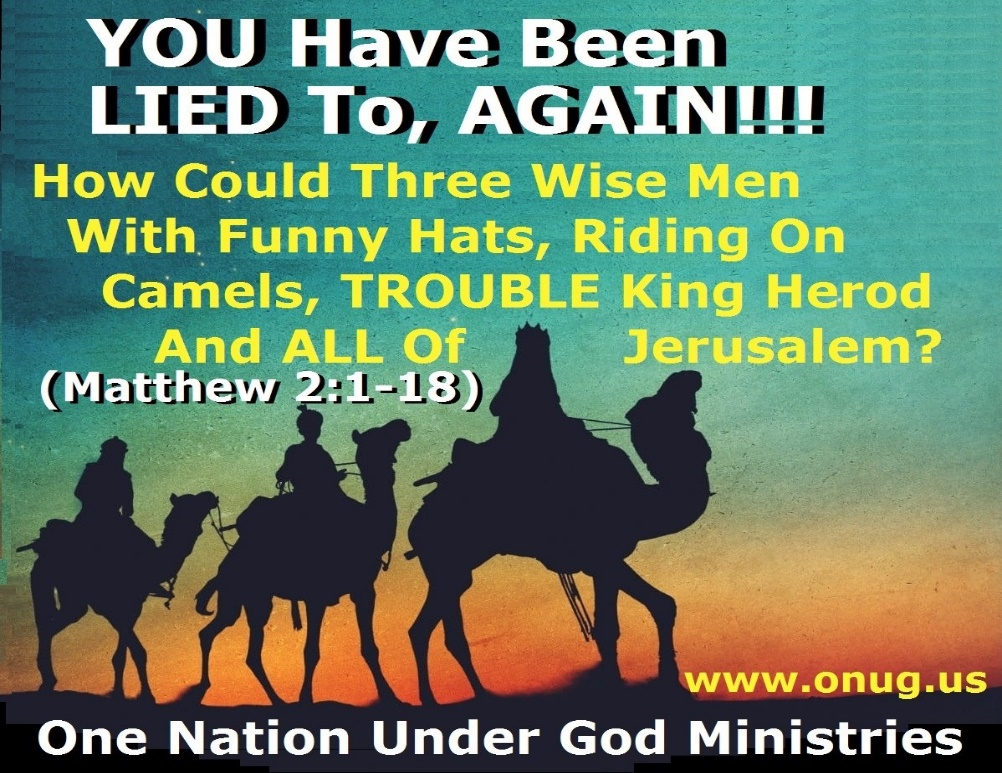 YOU Have Been
LIED To, AGAIN!!!
How Could Three Wise Men
With Funny Hats, Riding On
Camels, TROUBLE King Herod
And ALL Of Jerusalem?
(Matthew 2:1-18)
www.onug.us
One Nation Under God Ministries